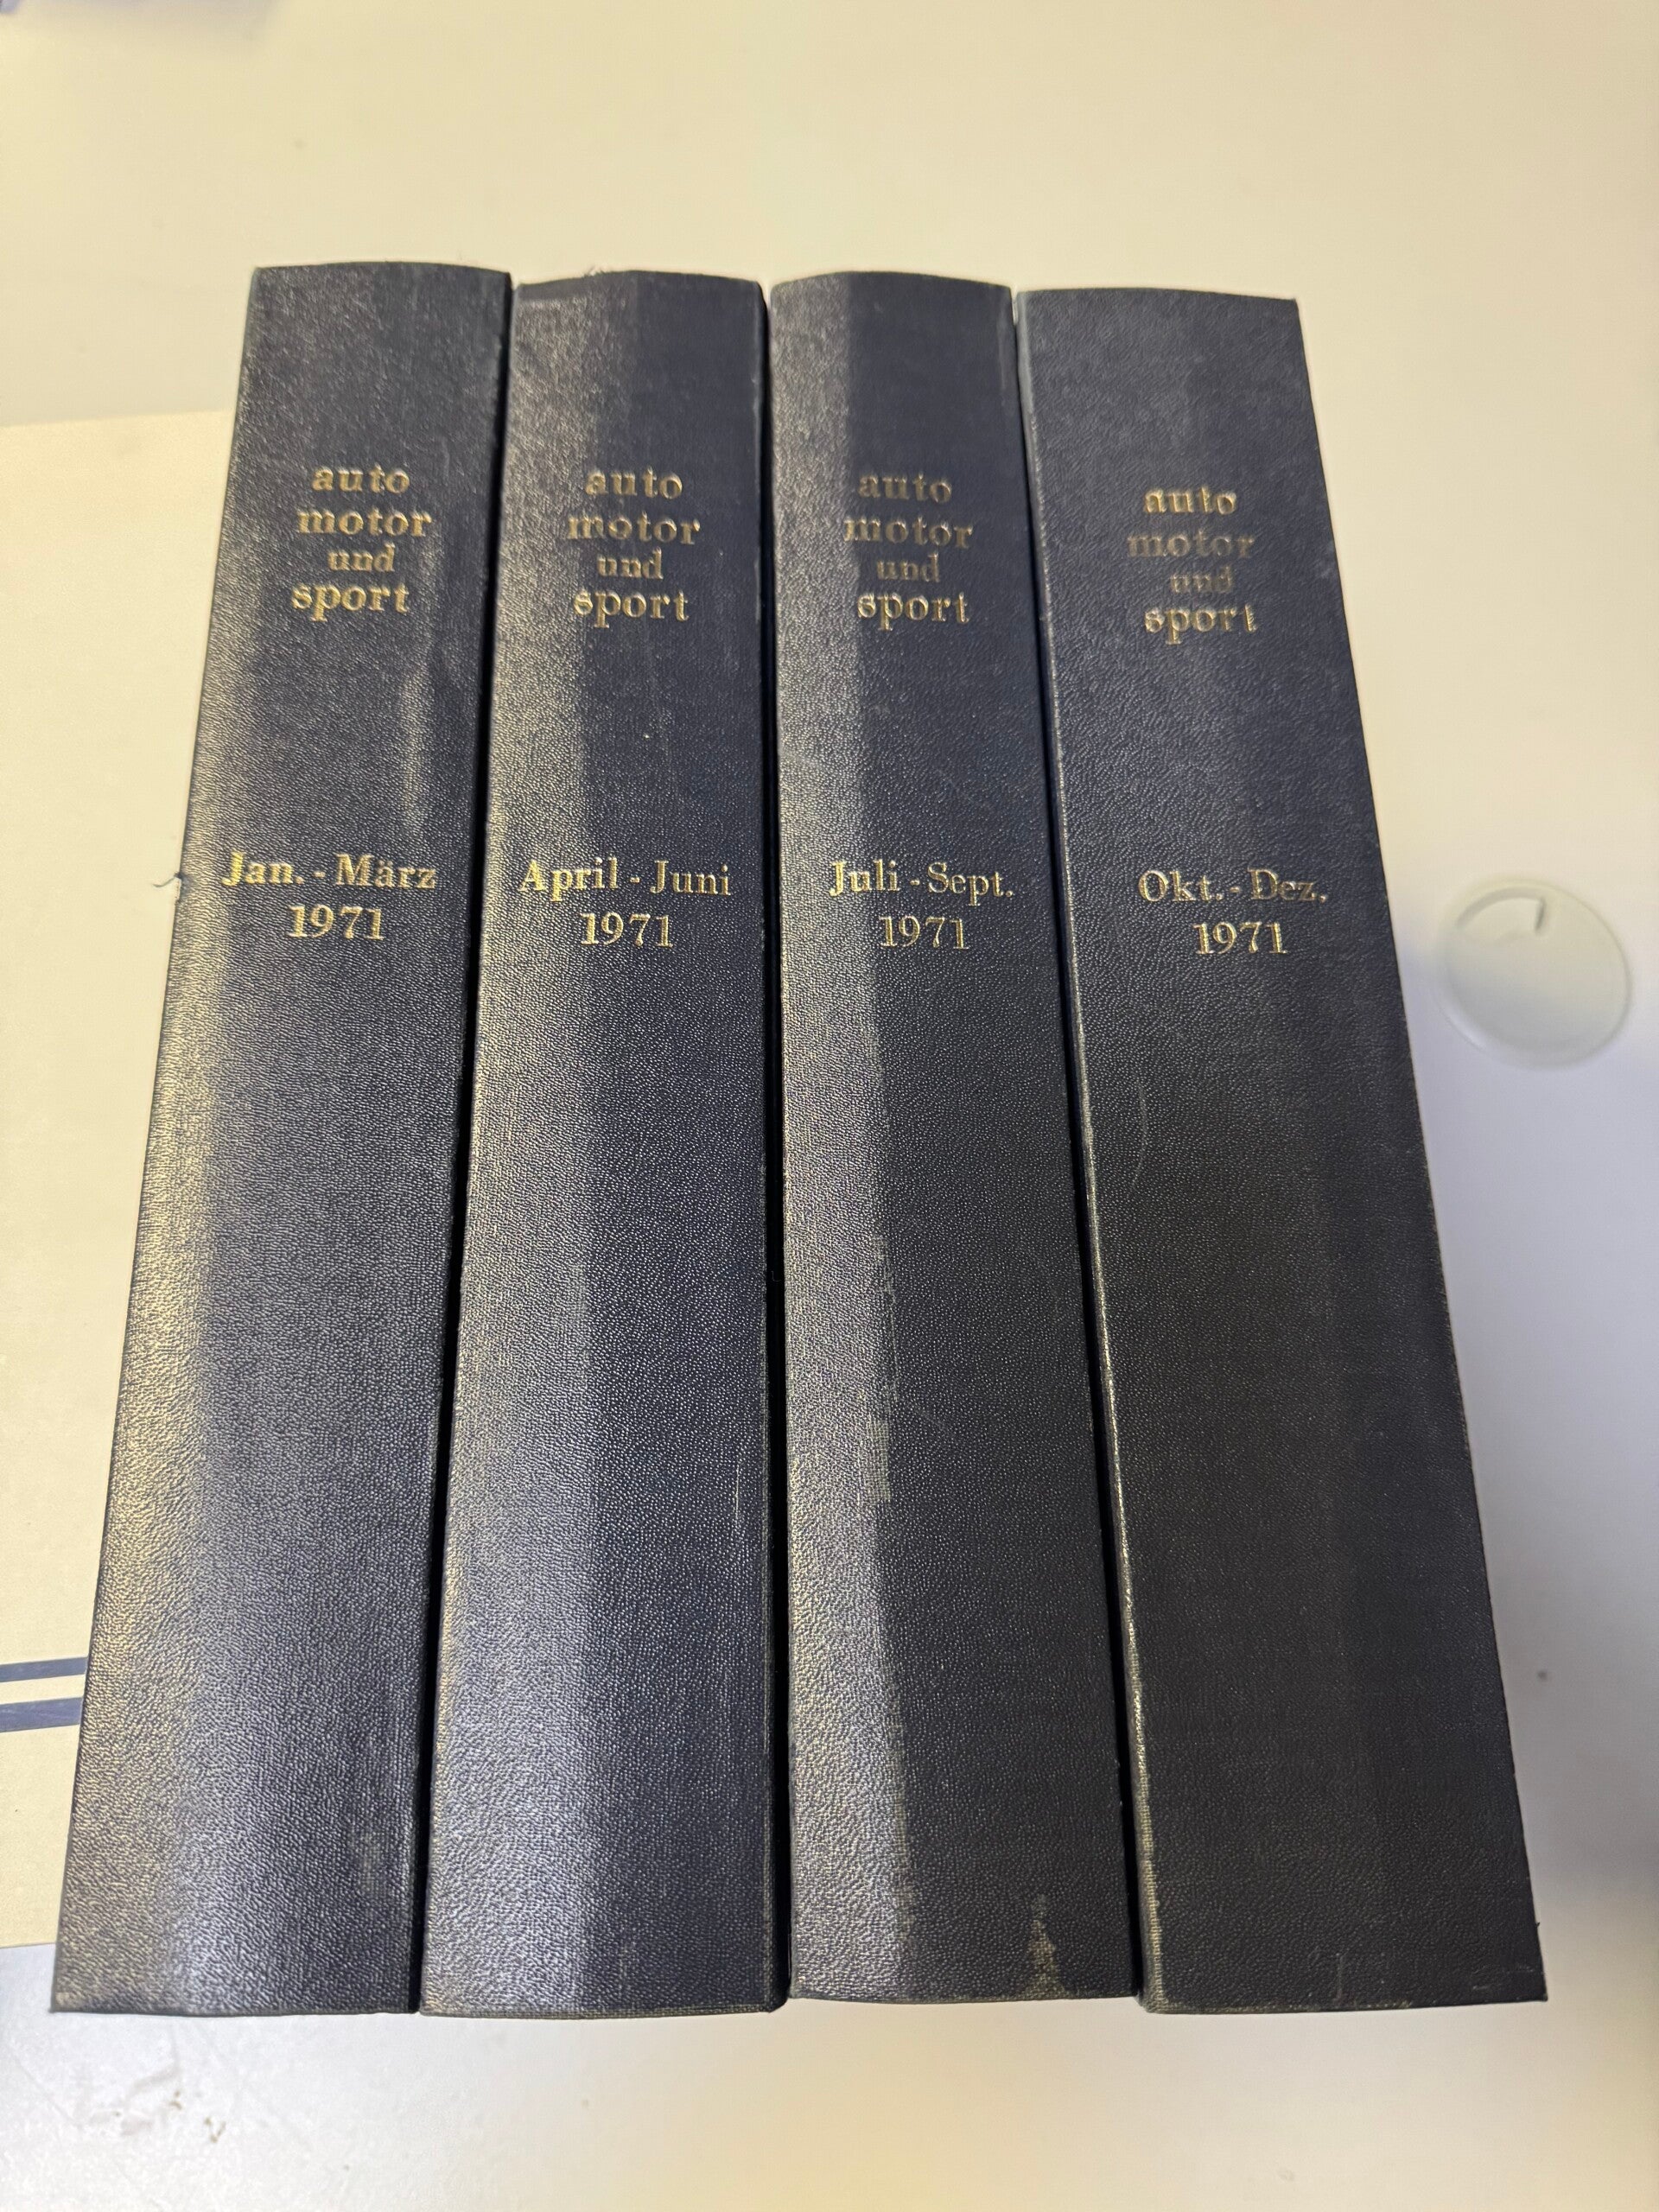 auto
motor
und
sport
Jan. - März
1971
auto
motor
und
sport
April - Juni
1971
auto
motor
und
sport
Juli - Sept.
1971
auto
motor
und
sport
Okt. - Dez.
1971